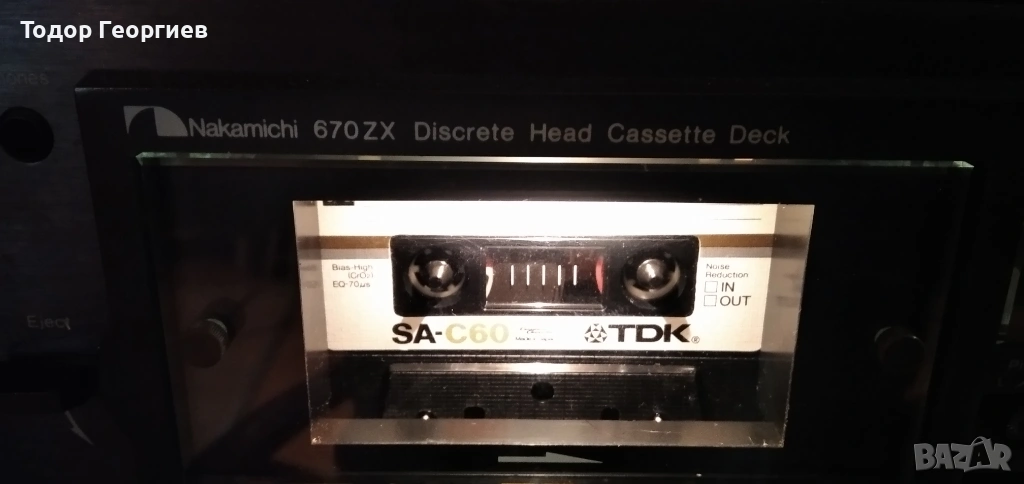 Тодор Георгиев
Nakamichi 670ZX Discrete Head Cassette Deck
Bias-High
(CrO₂)
EQ-70μs
Noise
Reduction
IN
OUT
SA-C60
TDK®
Eject
BAZAR